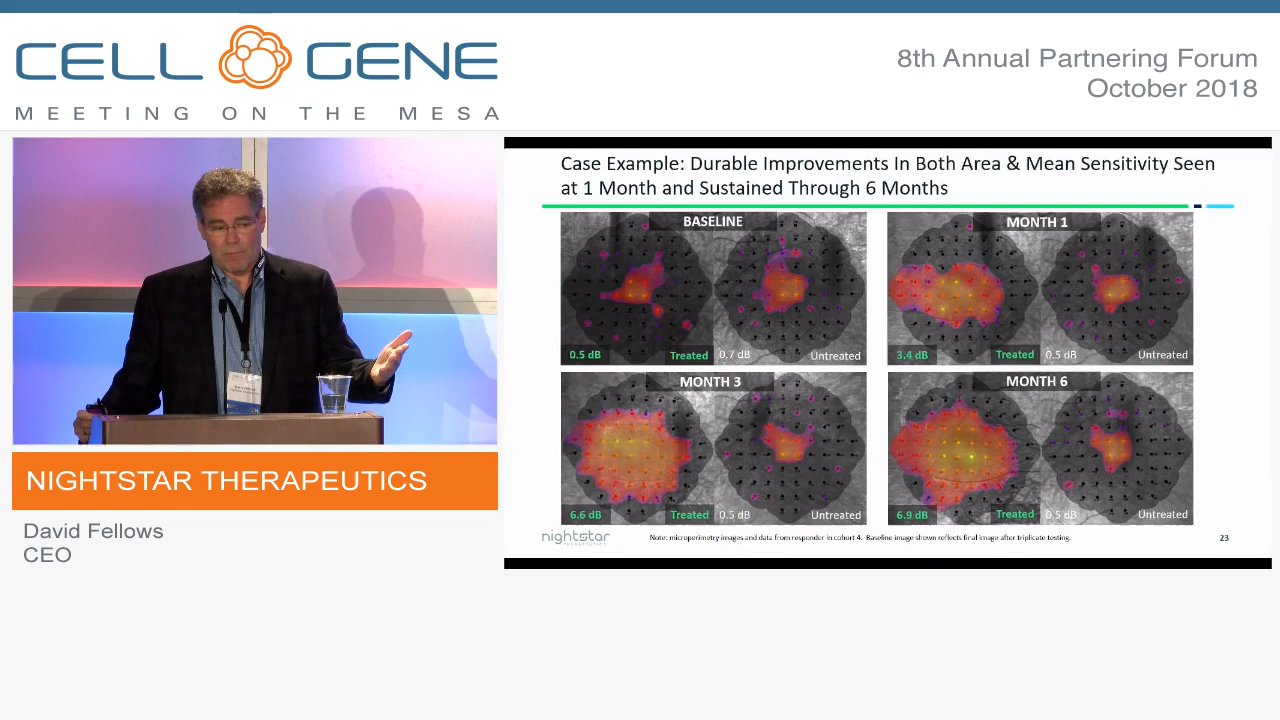 CELL GENE
MEETING ON THE MESA
8th Annual Partnering Forum
October 2018
NIGHTSTAR THERAPEUTICS
David Fellows
CEO
Case Example: Durable Improvements In Both Area & Mean Sensitivity Seen
at 1 Month and Sustained Through 6 Months
BASELINE
0.5 dB
Treated
0.7 dB
Untreated
MONTH 1
3.4 dB
Treated
0.5 dB
Untreated
MONTH 3
6.6 dB
Treated
0.5 dB
Untreated
MONTH 6
6.9 dB
Treated
0.5 dB
Untreated
nightstar
THERAPEUTICS
Note: microperimetry images and data from responder in cohort 4. Baseline image shown reflects final image after triplicate testing.
23